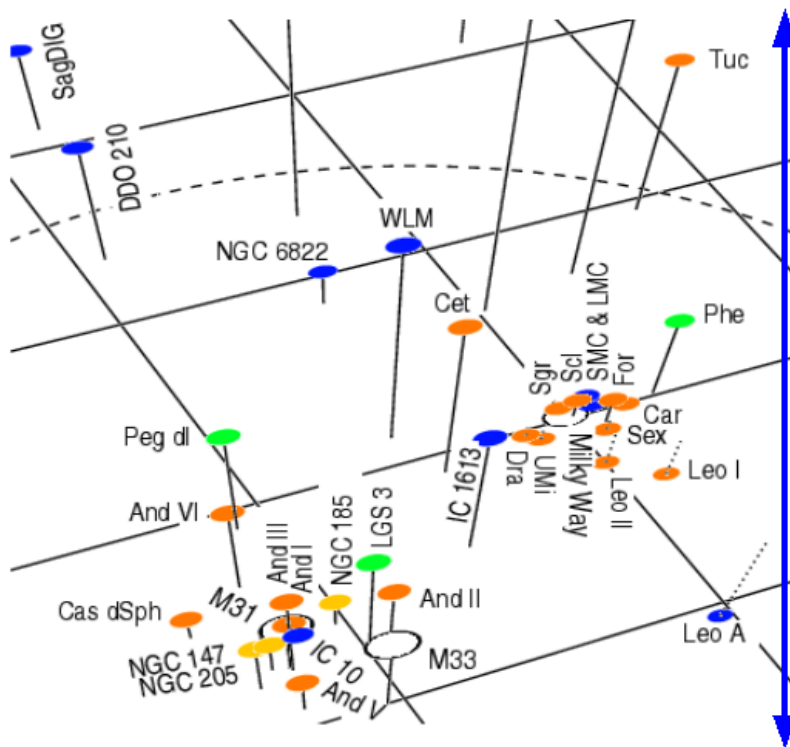 SagDIG
Tuc
DDO 210
WLM
NGC 6822
Cet
SMC & LMC
Phe
Sgr
Scl
For
Car
Sex
Peg dI
IC 1613
Dra
UMi
Milky Way
Leo II
Leo I
And VI
And III
And I
NGC 185
LGS 3
M31
And II
Cas dSph
Leo A
NGC 147
NGC 205
IC 10
M33
And V